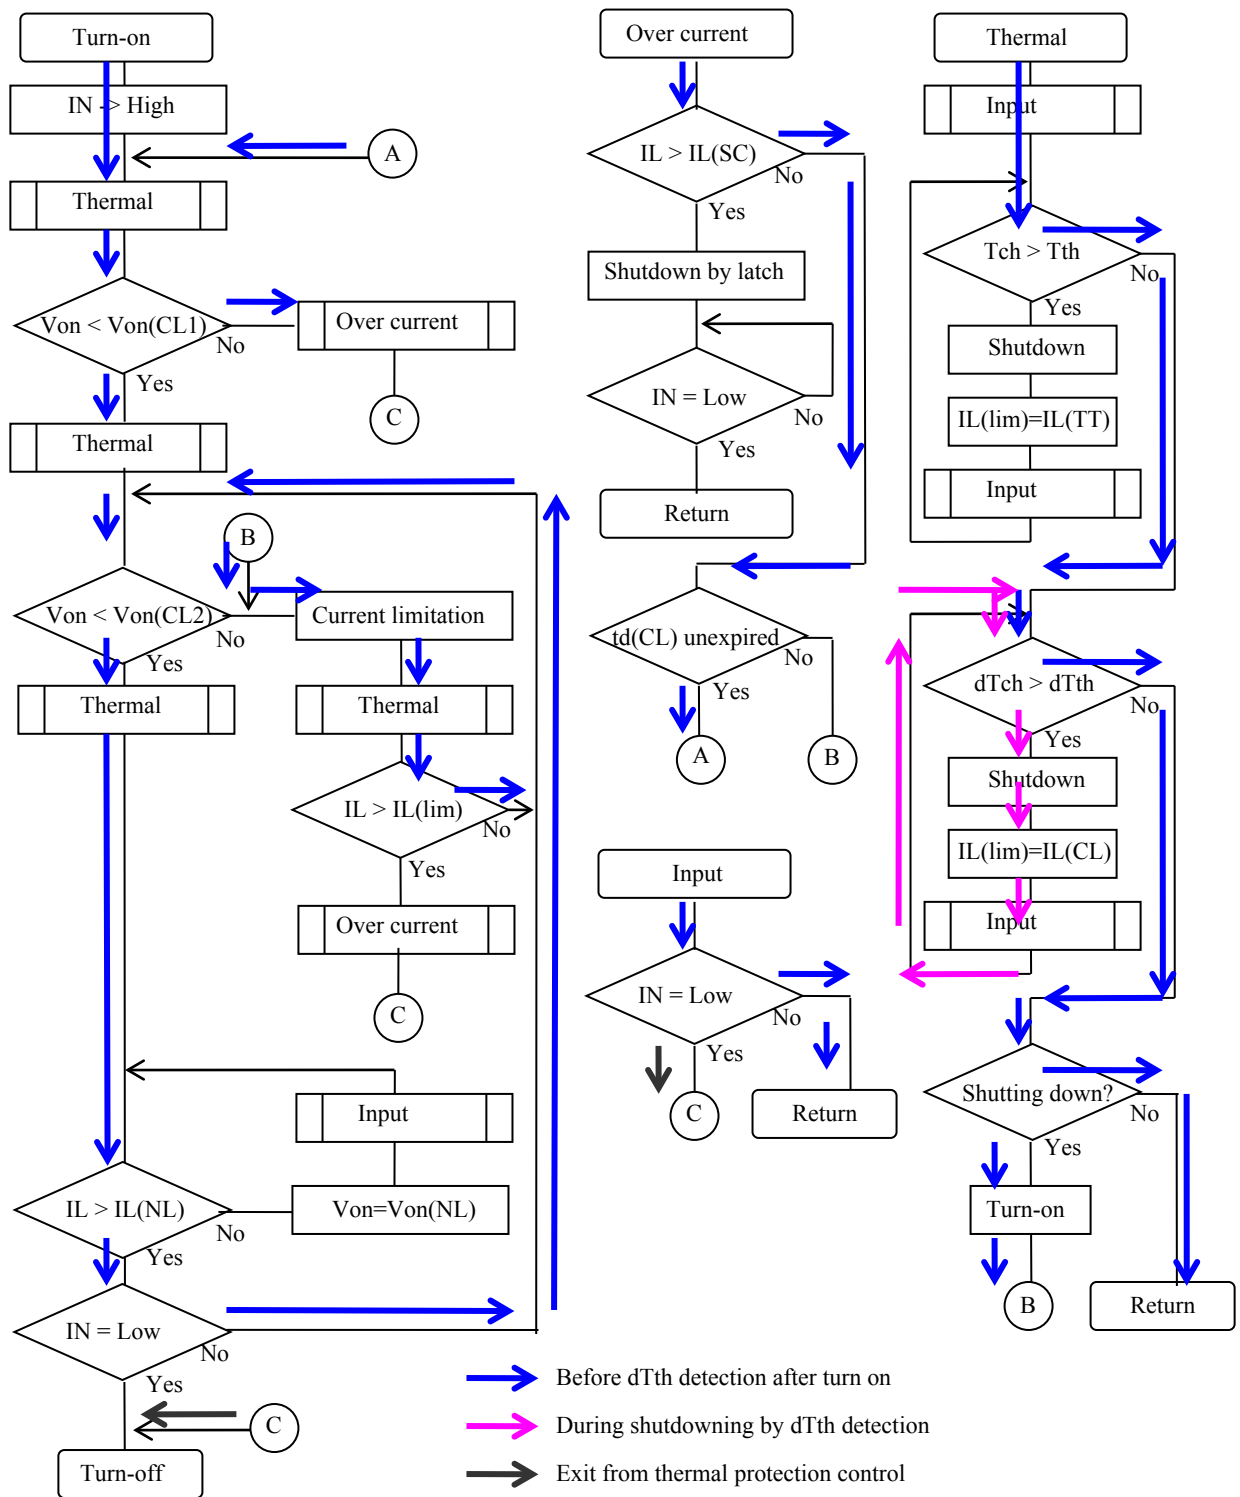 Turn-on
IN -> High
A
Thermal
Von < Von(CL1)
No
Yes
Over current
C
Thermal
B
Von < Von(CL2)
No
Yes
Current limitation
Thermal
Thermal
IL > IL(lim)
No
Yes
Over current
C
Input
IL > IL(NL)
No
Yes
Von=Von(NL)
IN = Low
No
Yes
C
Turn-off
Over current
IL > IL(SC)
No
Yes
Shutdown by latch
IN = Low
No
Yes
Return
td(CL) unexpired
No
Yes
A
B
Input
IN = Low
No
Yes
C
Return
Thermal
Input
Tch > Tth
No
Yes
Shutdown
IL(lim)=IL(TT)
Input
dTch > dTth
No
Yes
Shutdown
IL(lim)=IL(CL)
Input
Shutting down?
No
Yes
Turn-on
B
Return
Before dTth detection after turn on
During shutdowning by dTth detection
Exit from thermal protection control